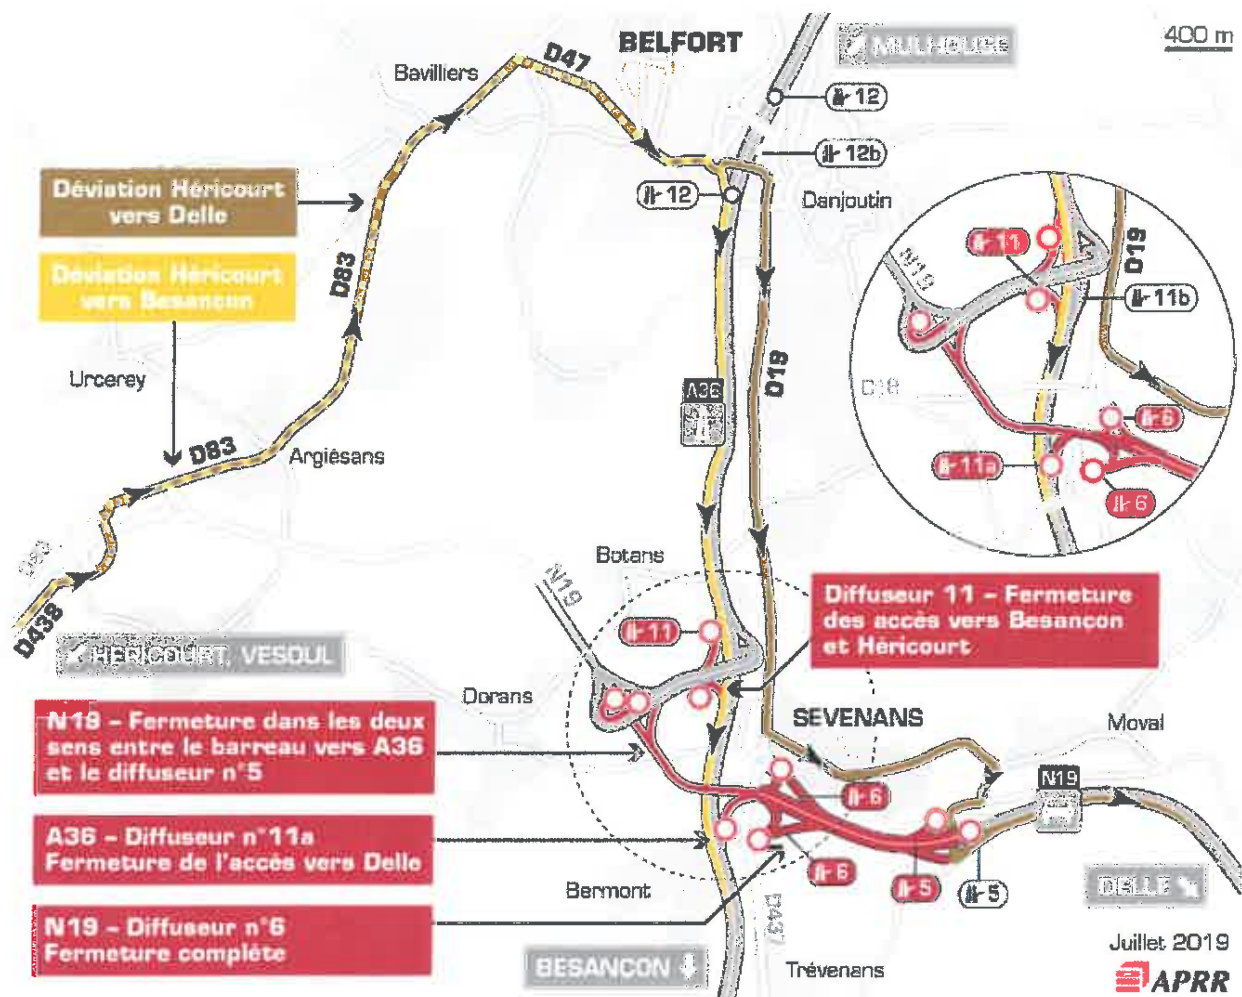 BELFORT
MULHOUSE
400 m
D47
Bavilliers
12
12b
12
Danjoutin
Déviation Héricourt
vers Delle
Déviation Héricourt
vers Besançon
D83
Urcerey
D83
Argiésans
D438
A36
D19
N19
11
D19
11b
D18
6
11a
6
Botans
N19
11
Diffuseur 11 - Fermeture
des accès vers Besançon
et Héricourt
HÉRICOURT, VESOUL
Dorans
SEVENANS
Moval
N19 - Fermeture dans les deux
sens entre le barreau vers A36
et le diffuseur n°5
N19
6
A36 - Diffuseur n°11a
Fermeture de l'accès vers Delle
6
5
5
DELLE
Bermont
D437
N19 - Diffuseur n°6
Fermeture complète
BESANÇON
Trévenans
Juillet 2019
APRR